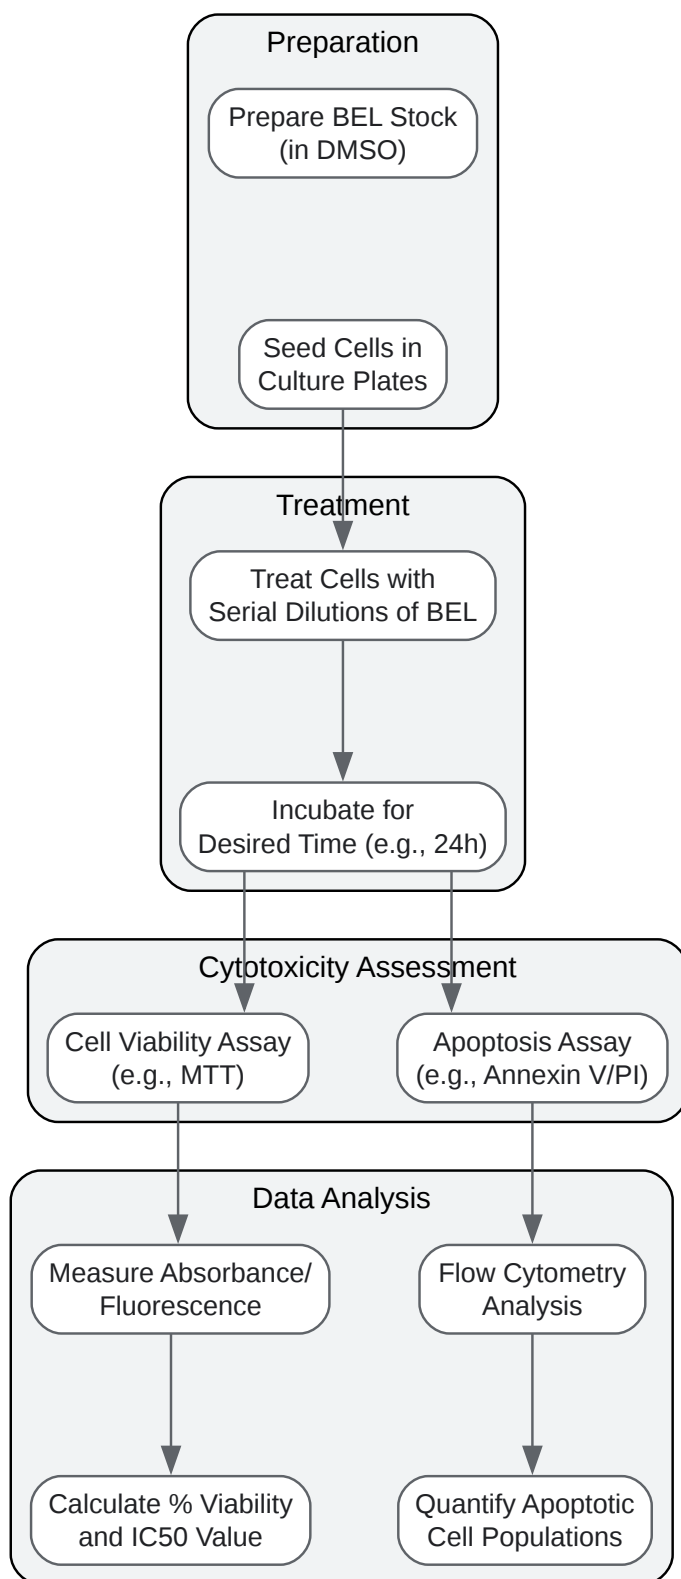 Preparation
Prepare BEL Stock
(in DMSO)
Seed Cells in
Culture Plates
Treatment
Treat Cells with
Serial Dilutions of BEL
Incubate for
Desired Time (e.g., 24h)
Cytotoxicity Assessment
Cell Viability Assay
(e.g., MTT)
Apoptosis Assay
(e.g., Annexin V/PI)
Data Analysis
Measure Absorbance/
Fluorescence
Flow Cytometry
Analysis
Calculate % Viability
and IC50 Value
Quantify Apoptotic
Cell Populations